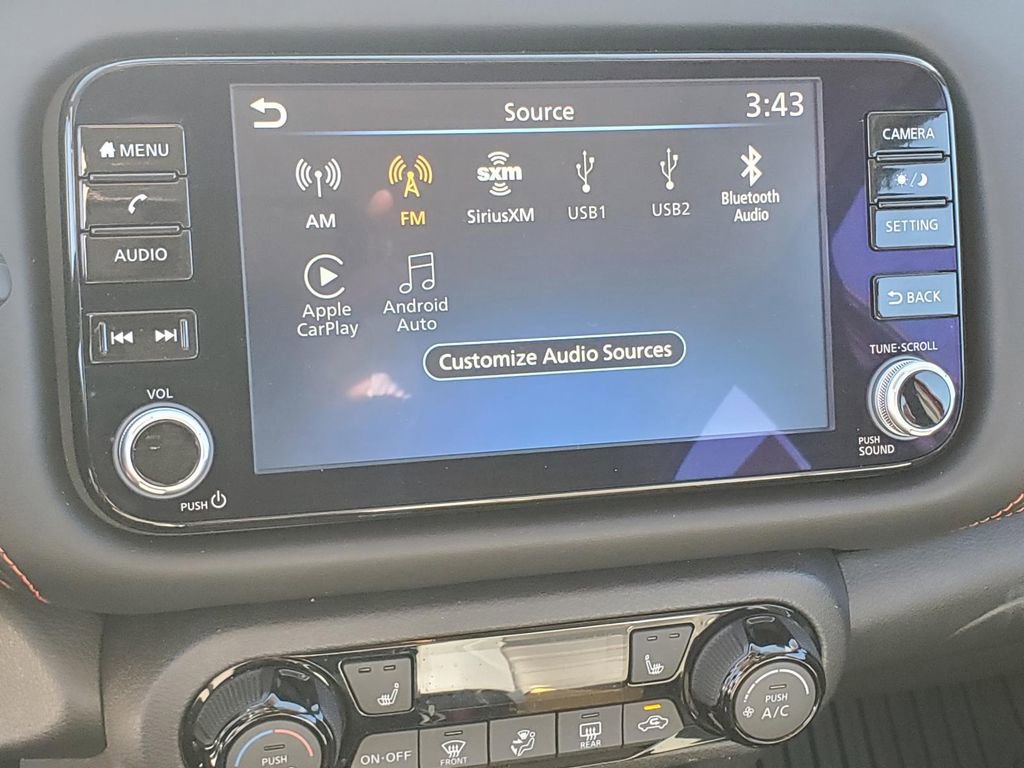 Source
3:43
MENU
AUDIO
VOL
PUSH
AM
FM
sxm
SiriusXM
USB1
USB2
Bluetooth
Audio
Apple
CarPlay
Android
Auto
Customize Audio Sources
CAMERA
SETTING
BACK
TUNE·SCROLL
PUSH
SOUND
PUSH
ON·OFF
FRONT
REAR
PUSH
A/C